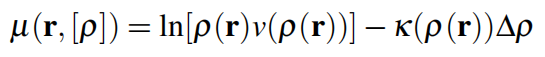 μ(r, [ρ]) = ln[ρ(r)v(ρ(r))] − κ(ρ(r))Δρ